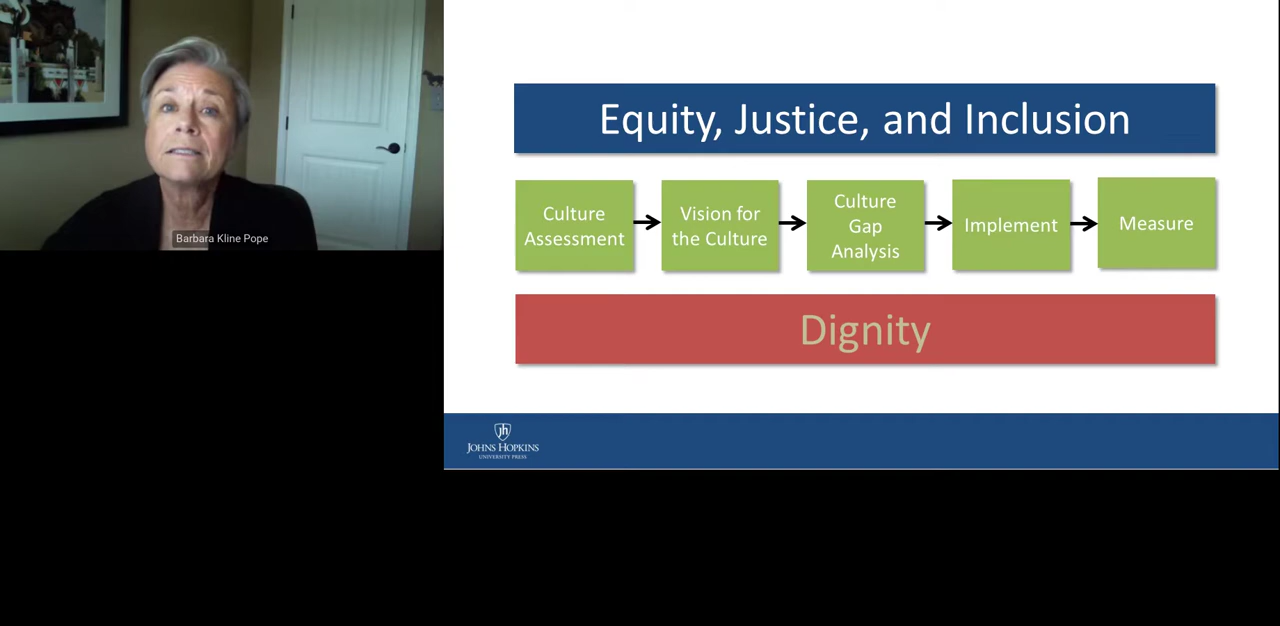 Barbara Kline Pope
Equity, Justice, and Inclusion
Culture
Assessment
Vision for
the Culture
Culture
Gap
Analysis
Implement
Measure
Dignity
jh
JOHNS HOPKINS
UNIVERSITY PRESS